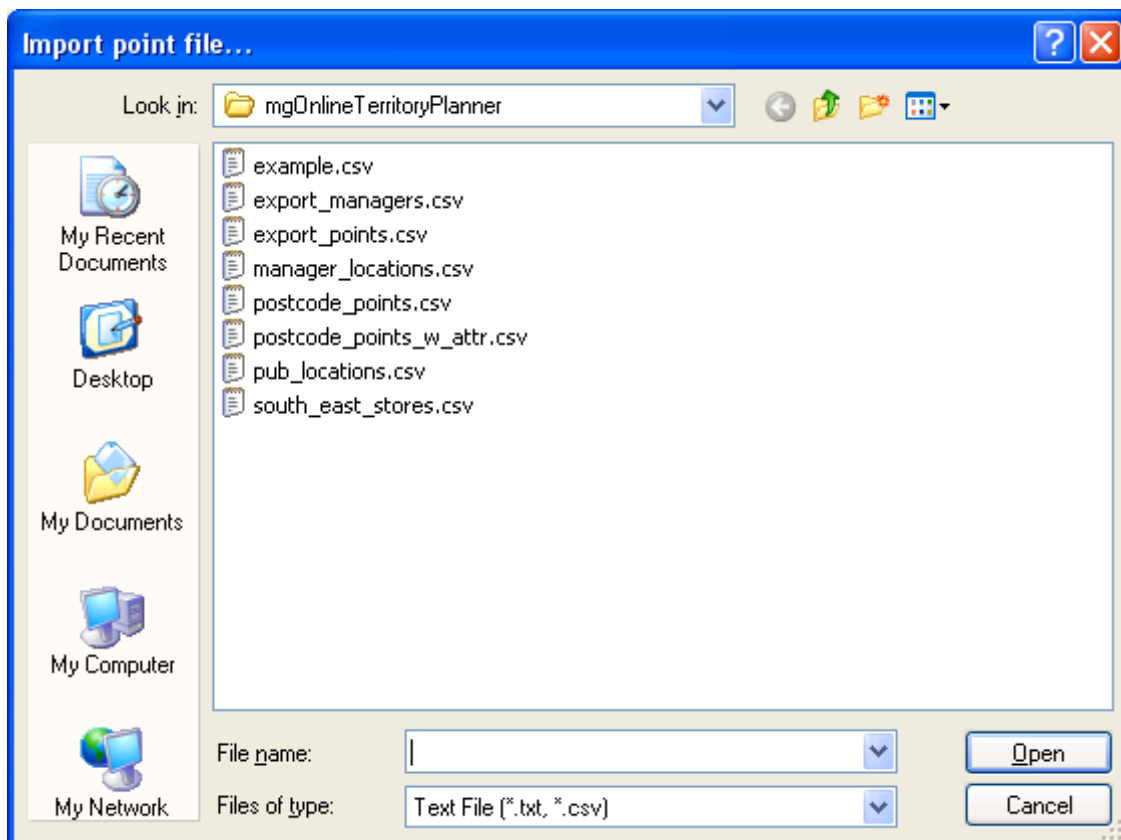 Import point file...
Look in: mgOnlineTerritoryPlanner
My Recent
Documents
Desktop
My Documents
My Computer
My Network
example.csv
export_managers.csv
export_points.csv
manager_locations.csv
postcode_points.csv
postcode_points_w_attr.csv
pub_locations.csv
south_east_stores.csv
File name: Open
Files of type: Text File (*.txt, *.csv) Cancel